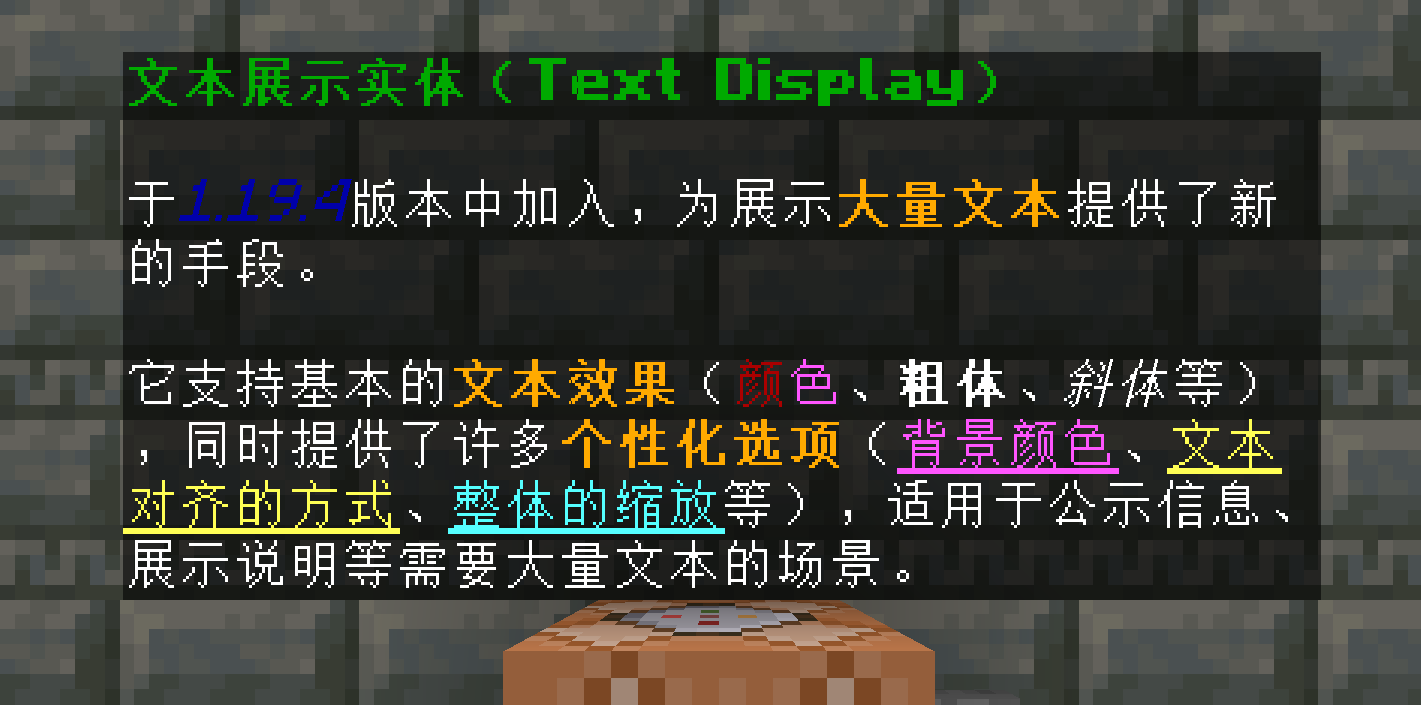 文本展示实体（Text Display）
于1.19.4版本中加入，为展示大量文本提供了新
的手段。
它支持基本的文本效果（颜色、粗体、斜体等）
，同时提供了许多个性化选项（背景颜色、文本
对齐的方式、整体的缩放等），适用于公示信息、
展示说明等需要大量文本的场景。